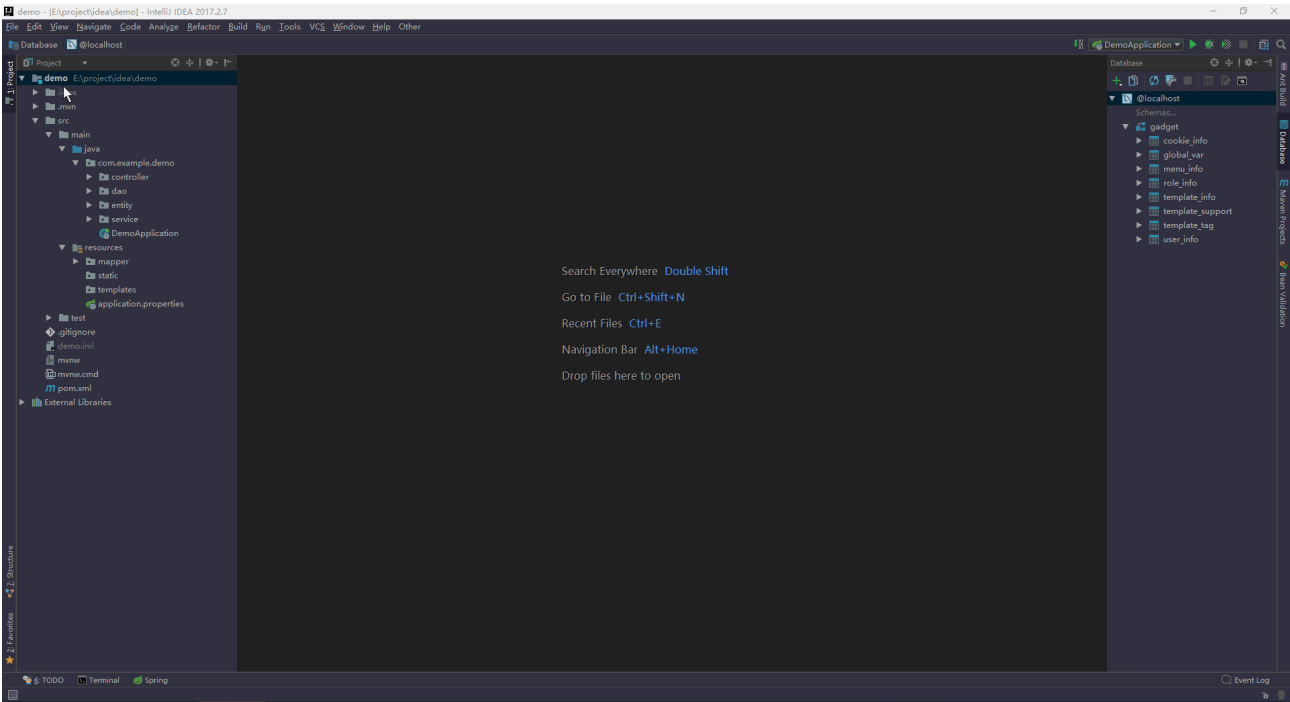 demo - [E:\project\idea\demo] - IntelliJ IDEA 2017.2.7
File Edit View Navigate Code Analyze Refactor Build Run Tools VCS Window Help Other
Database @localhost
DemoApplication
Project
demo E:\project\idea\demo
.mvn
src
main
java
com.example.demo
controller
dao
entity
service
DemoApplication
resources
mapper
static
templates
application.properties
test
.gitignore
demo.iml
mvnw
mvnw.cmd
pom.xml
External Libraries
1: Project
7: Structure
2: Favorites
Search Everywhere Double Shift
Go to File Ctrl+Shift+N
Recent Files Ctrl+E
Navigation Bar Alt+Home
Drop files here to open
Database
@localhost
Schemas...
gadget
cookie_info
global_var
menu_info
role_info
template_info
template_support
template_tag
user_info
Ant Build
Database
Maven Projects
Bean Validation
6: TODO Terminal Spring
Event Log